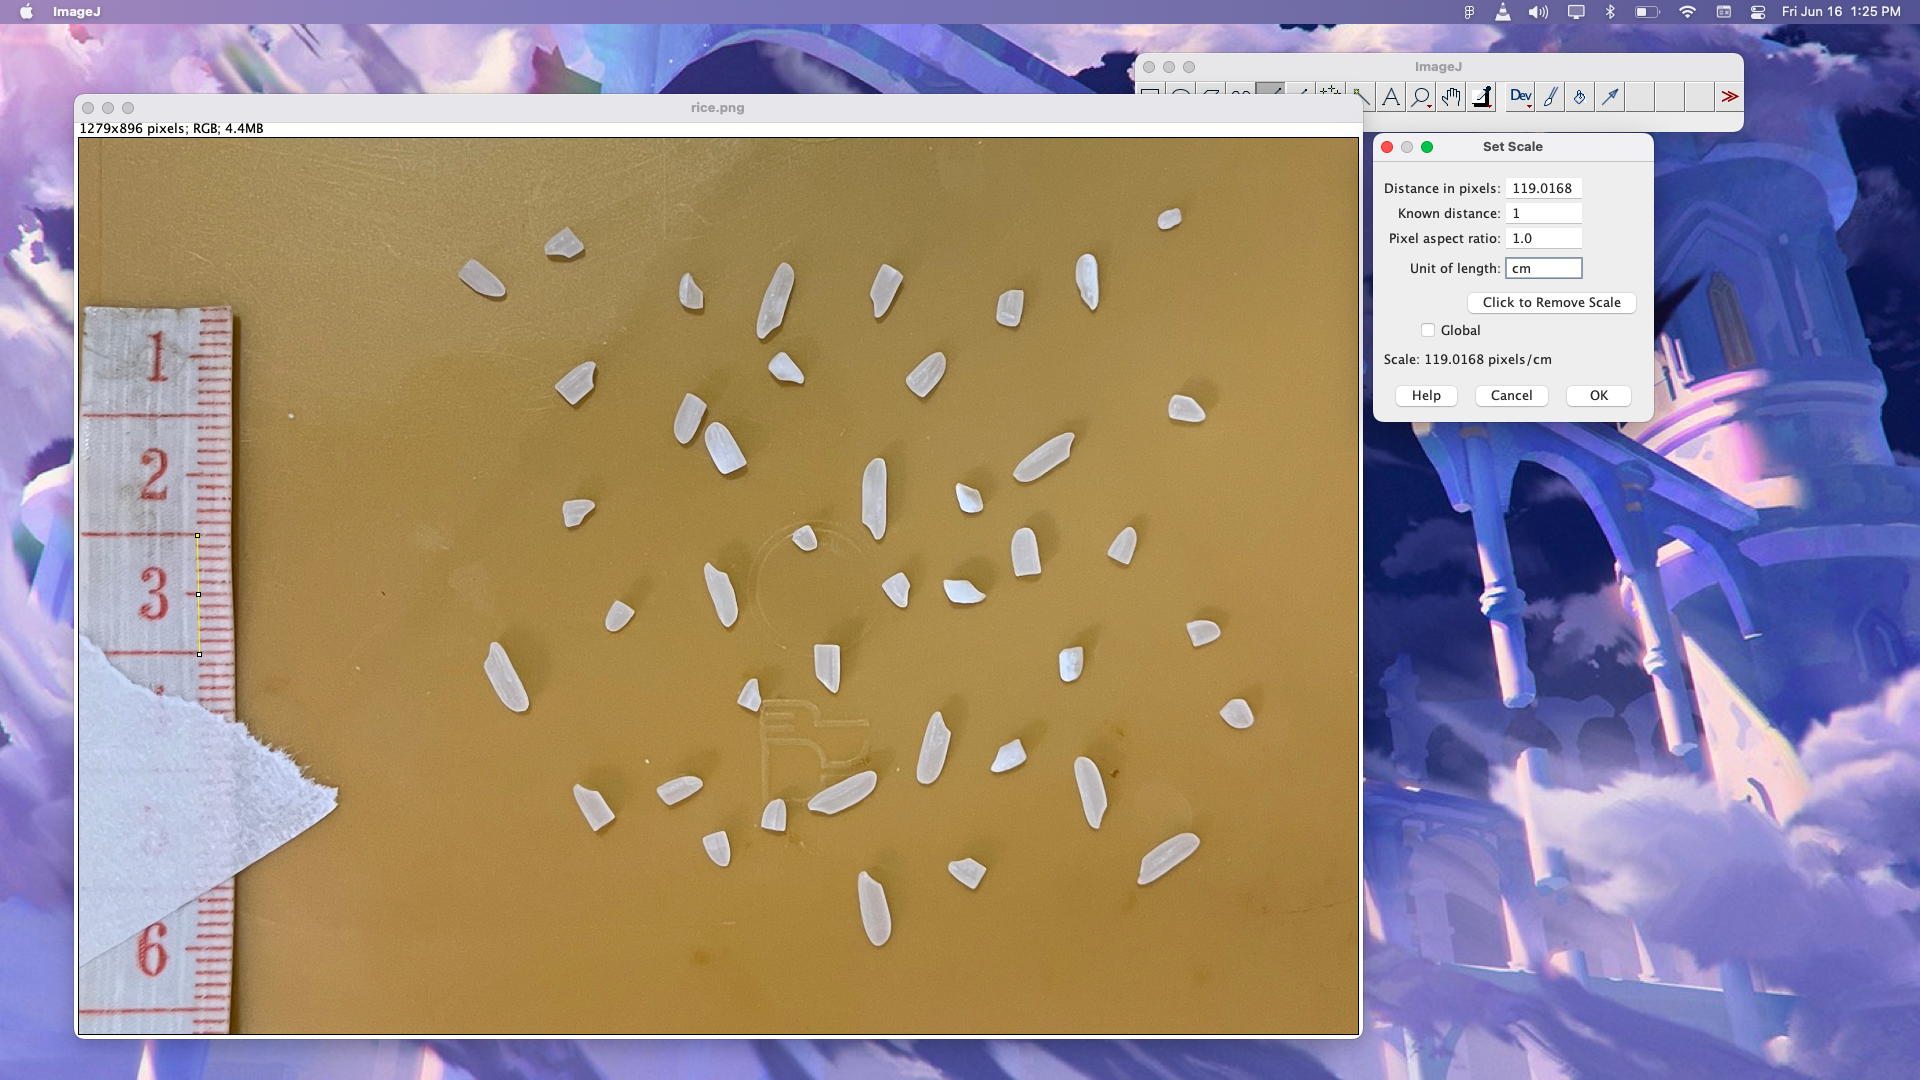 ImageJ
Fri Jun 16 1:25 PM
ImageJ
Dev
rice.png
1279x896 pixels; RGB; 4.4MB
Set Scale
Distance in pixels: 119.0168
Known distance: 1
Pixel aspect ratio: 1.0
Unit of length: cm
Click to Remove Scale
Global
Scale: 119.0168 pixels/cm
Help
Cancel
OK
1
2
3
6